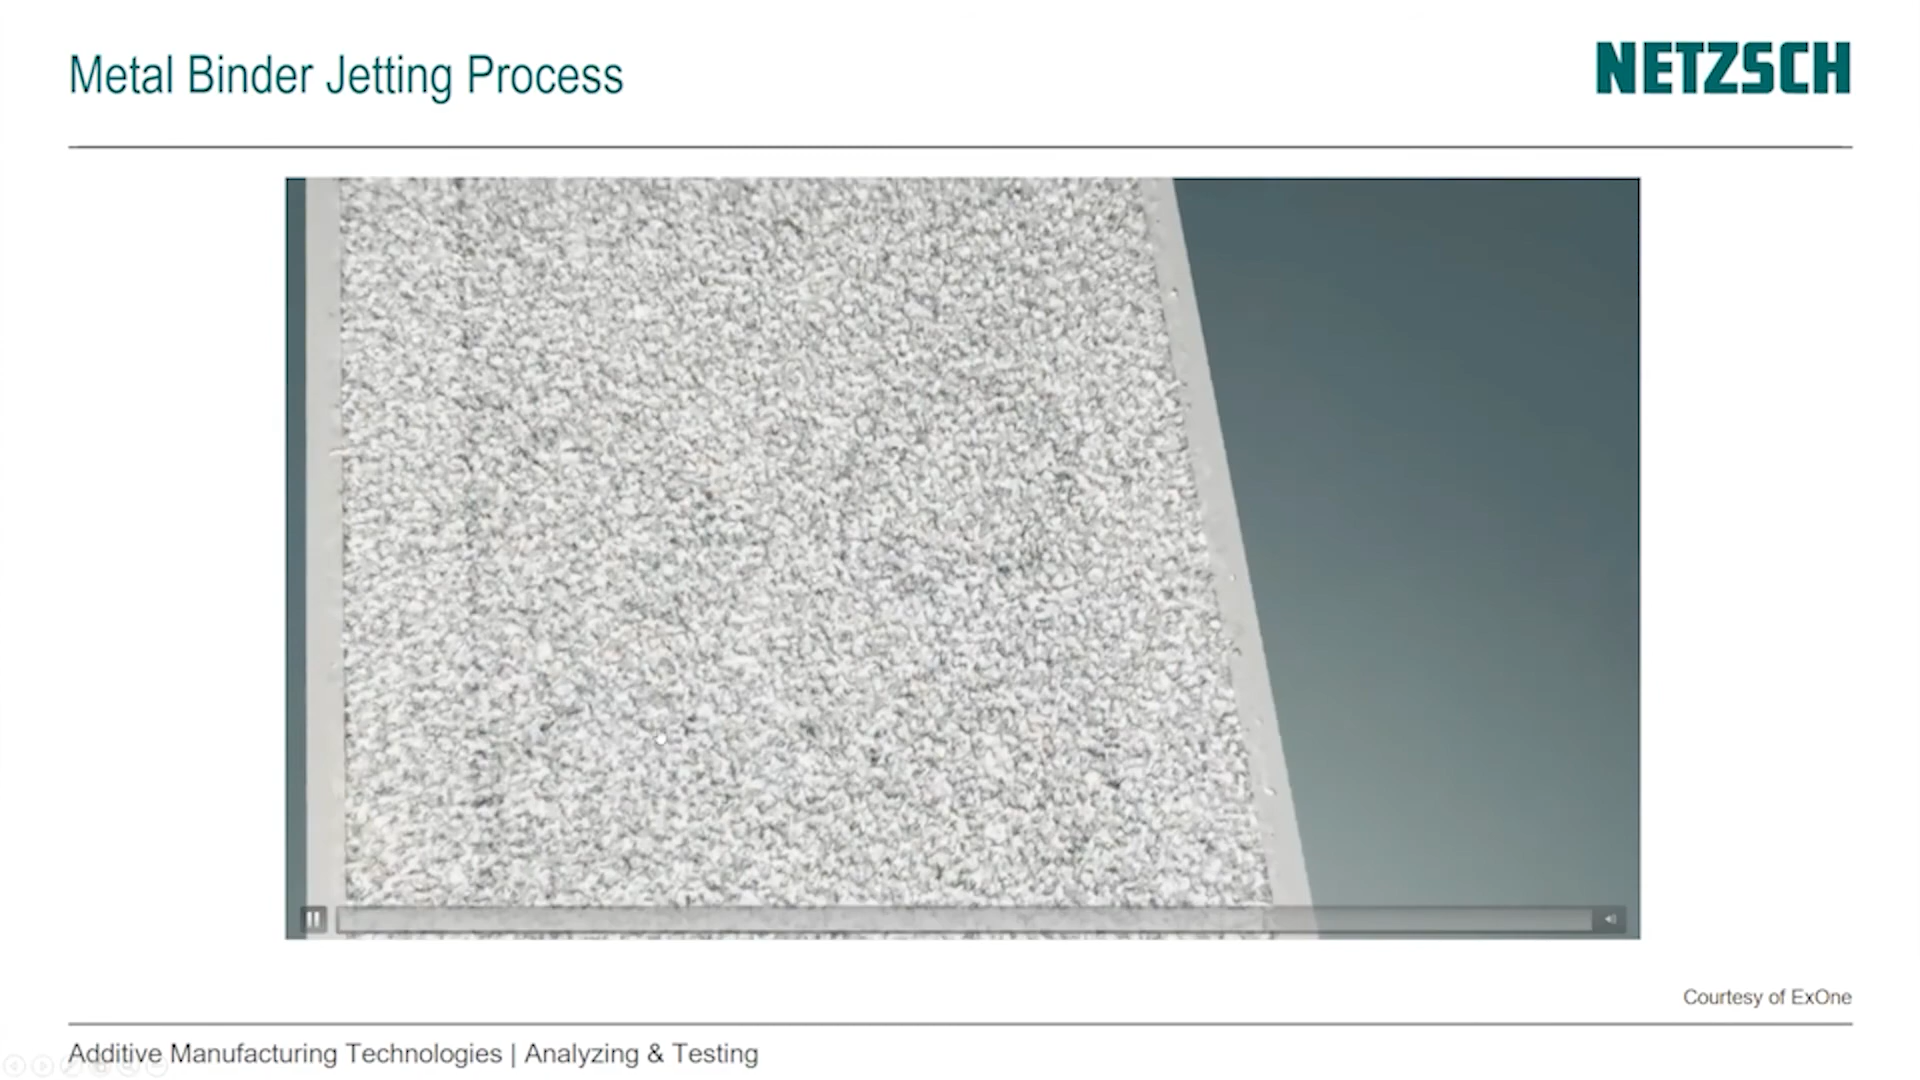 Metal Binder Jetting Process
NETZSCH
Courtesy of ExOne
Additive Manufacturing Technologies | Analyzing & Testing